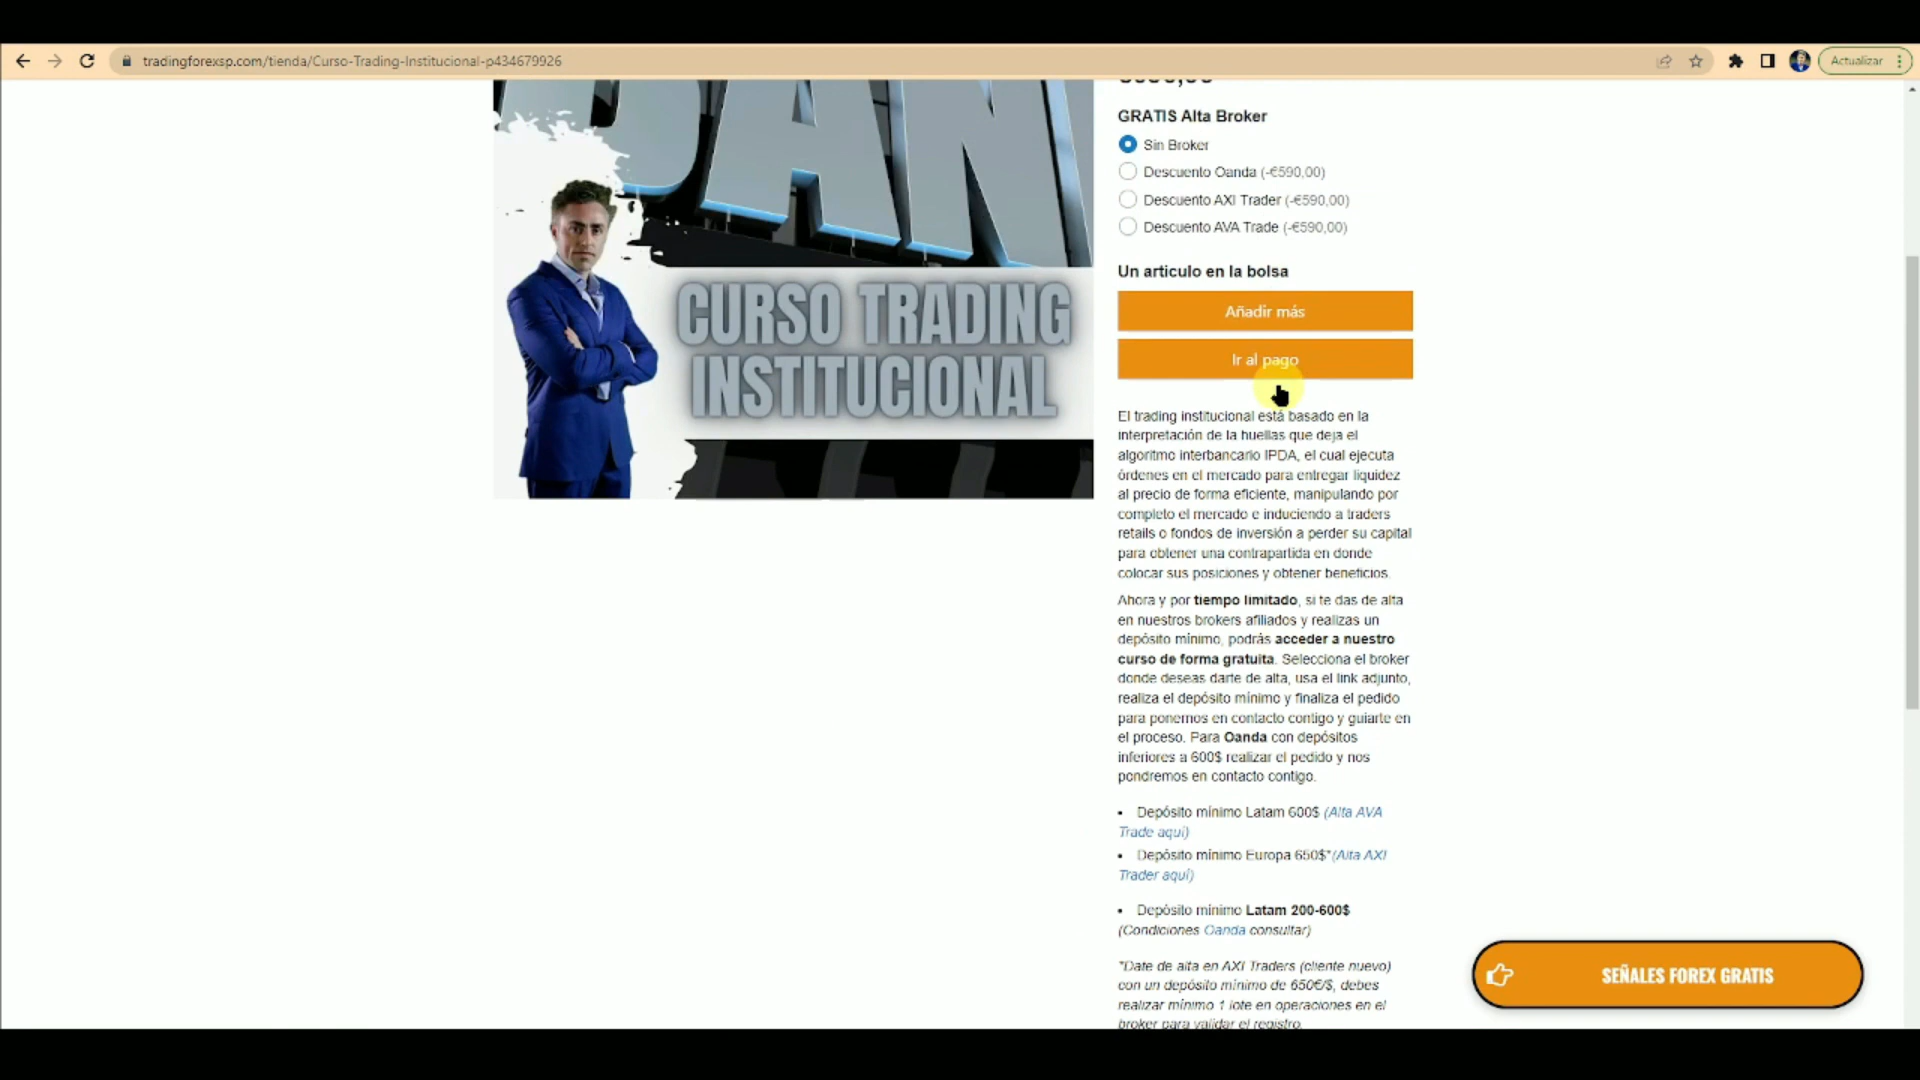 tradingforexsp.com/tienda/Curso-Trading-Institucional-p434679926
Actualizar
CURSO TRADING
INSTITUCIONAL
GRATIS Alta Broker
Sin Broker
Descuento Oanda (-€590,00)
Descuento AXI Trader (-€590,00)
Descuento AVA Trade (-€590,00)
Un articulo en la bolsa
Añadir más
Ir al pago
El trading institucional está basado en la
interpretación de la huellas que deja el
algoritmo interbancario IPDA, el cual ejecuta
órdenes en el mercado para entregar liquidez
al precio de forma eficiente, manipulando por
completo el mercado e induciendo a traders
retails o fondos de inversión a perder su capital
para obtener una contrapartida en donde
colocar sus posiciones y obtener beneficios.
Ahora y por tiempo limitado, si te das de alta
en nuestros brokers afiliados y realizas un
depósito mínimo, podrás acceder a nuestro
curso de forma gratuita. Selecciona el broker
donde deseas darte de alta, usa el link adjunto,
realiza el depósito mínimo y finaliza el pedido
para ponernos en contacto contigo y guiarte en
el proceso. Para Oanda con depósitos
inferiores a 600$ realizar el pedido y nos
pondremos en contacto contigo.
• Depósito mínimo Latam 600$ (Alta AVA
Trade aquí)
• Depósito mínimo Europa 650$*(Alta AXI
Trader aquí)
• Depósito mínimo Latam 200-600$
(Condiciones Oanda consultar)
*Date de alta en AXI Traders (cliente nuevo)
con un depósito mínimo de 650€/$, debes
realizar mínimo 1 lote en operaciones en el
broker para validar el registro.
SEÑALES FOREX GRATIS